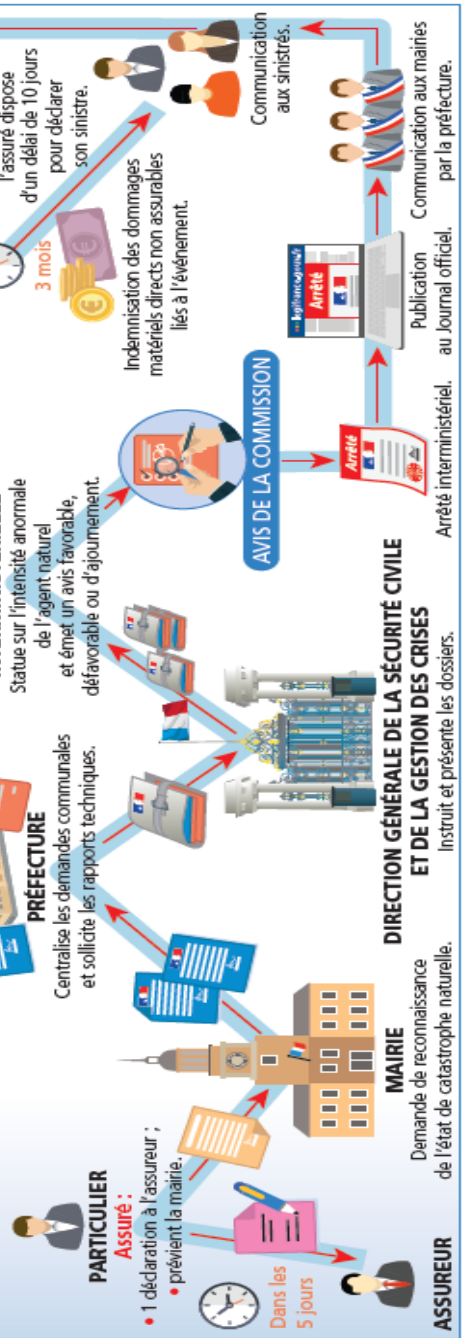 PARTICULIER
Assuré :
• 1 déclaration à l'assureur ;
• prévient la mairie.
Dans les
5 jours
ASSUREUR
MAIRIE
Demande de reconnaissance
de l'état de catastrophe naturelle.
PRÉFECTURE
Centralise les demandes communales
et sollicite les rapports techniques.
DIRECTION GÉNÉRALE DE LA SÉCURITÉ CIVILE
ET DE LA GESTION DES CRISES
Instruit et présente les dossiers.
Statue sur l'intensité anormale
de l'agent naturel
et émet un avis favorable,
défavorable ou d'ajournement.
AVIS DE LA COMMISSION
Arrêté
Arrêté interministériel.
legifrance.gouv.fr
Arrêté
Publication
au Journal officiel.
Communication aux mairies
par la préfecture.
Communication
aux sinistrés.
l'assuré dispose
d'un délai de 10 jours
pour déclarer
son sinistre.
3 mois
Indemnisation des dommages
matériels directs non assurables
liés à l'événement.